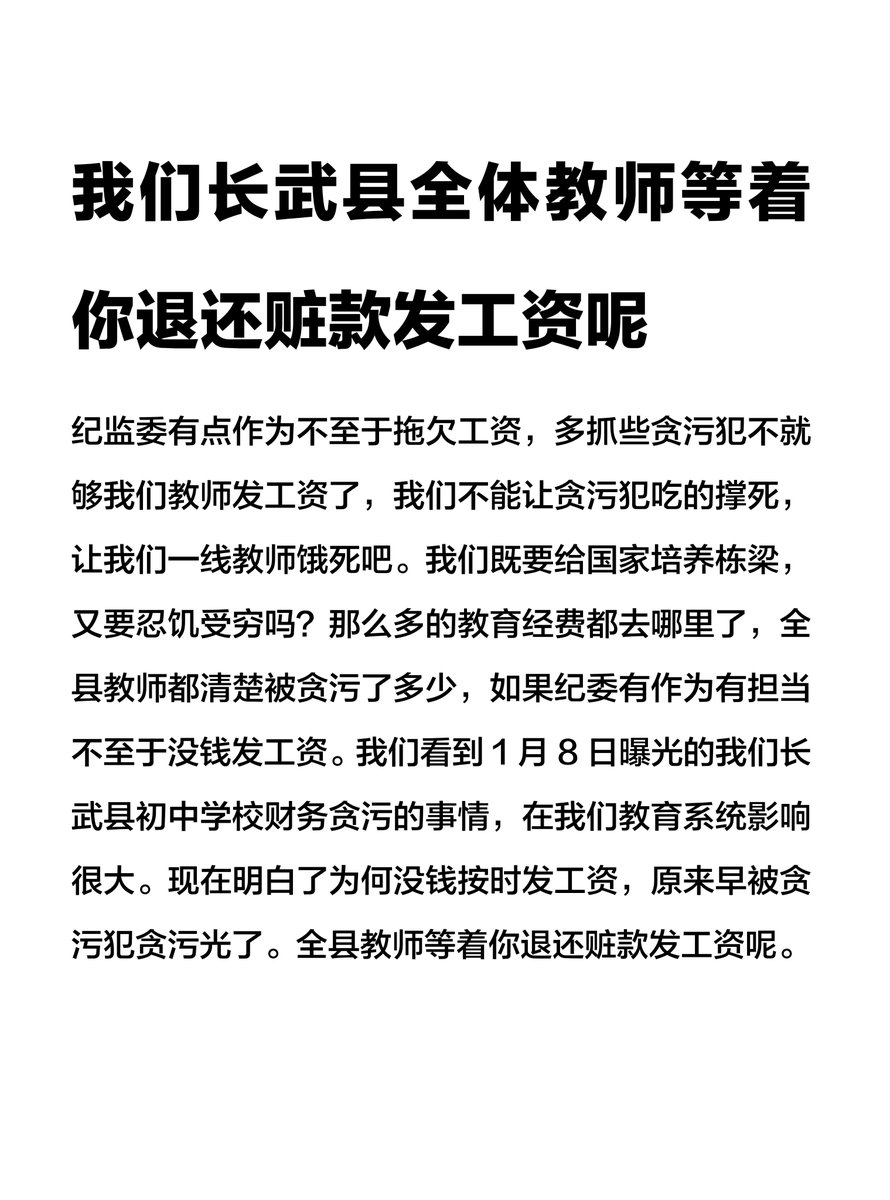 我们长武县全体教师等着
你退还赃款发工资呢
纪监委有点作为不至于拖欠工资，多抓些贪污犯不就
够我们教师发工资了，我们不能让贪污犯吃的撑死，
让我们一线教师饿死吧。我们既要给国家培养栋梁，
又要忍饥受穷吗？那么多的教育经费都去哪里了，全
县教师都清楚被贪污了多少，如果纪委有作为有担当
不至于没钱发工资。我们看到1月8日曝光的我们长
武县初中学校财务贪污的事情，在我们教育系统影响
很大。现在明白了为何没钱按时发工资，原来早被贪
污犯贪污光了。全县教师等着你退还赃款发工资呢。